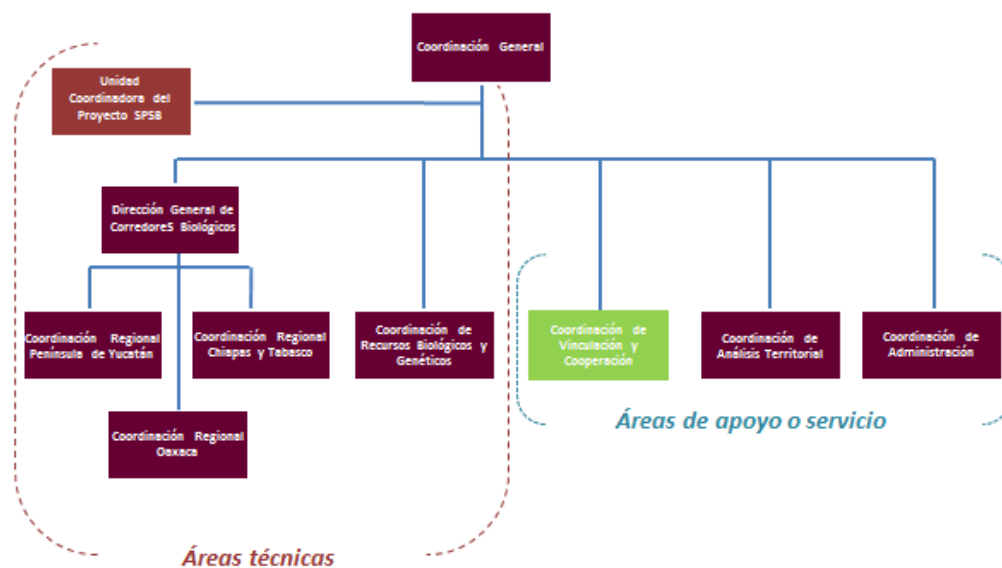 Coordinación General
Unidad
Coordinadora del
Proyecto SPSB
Dirección General de
CorredoreS Biológicos
Coordinación Regional
Península de Yucatán
Coordinación Regional
Chiapas y Tabasco
Coordinación de
Recursos Biológicos y
Genéticos
Coordinación de
Vinculación y
Cooperación
Coordinación de
Análisis Territorial
Coordinación de
Administración
Coordinación Regional
Oaxaca
Áreas de apoyo o servicio
Áreas técnicas